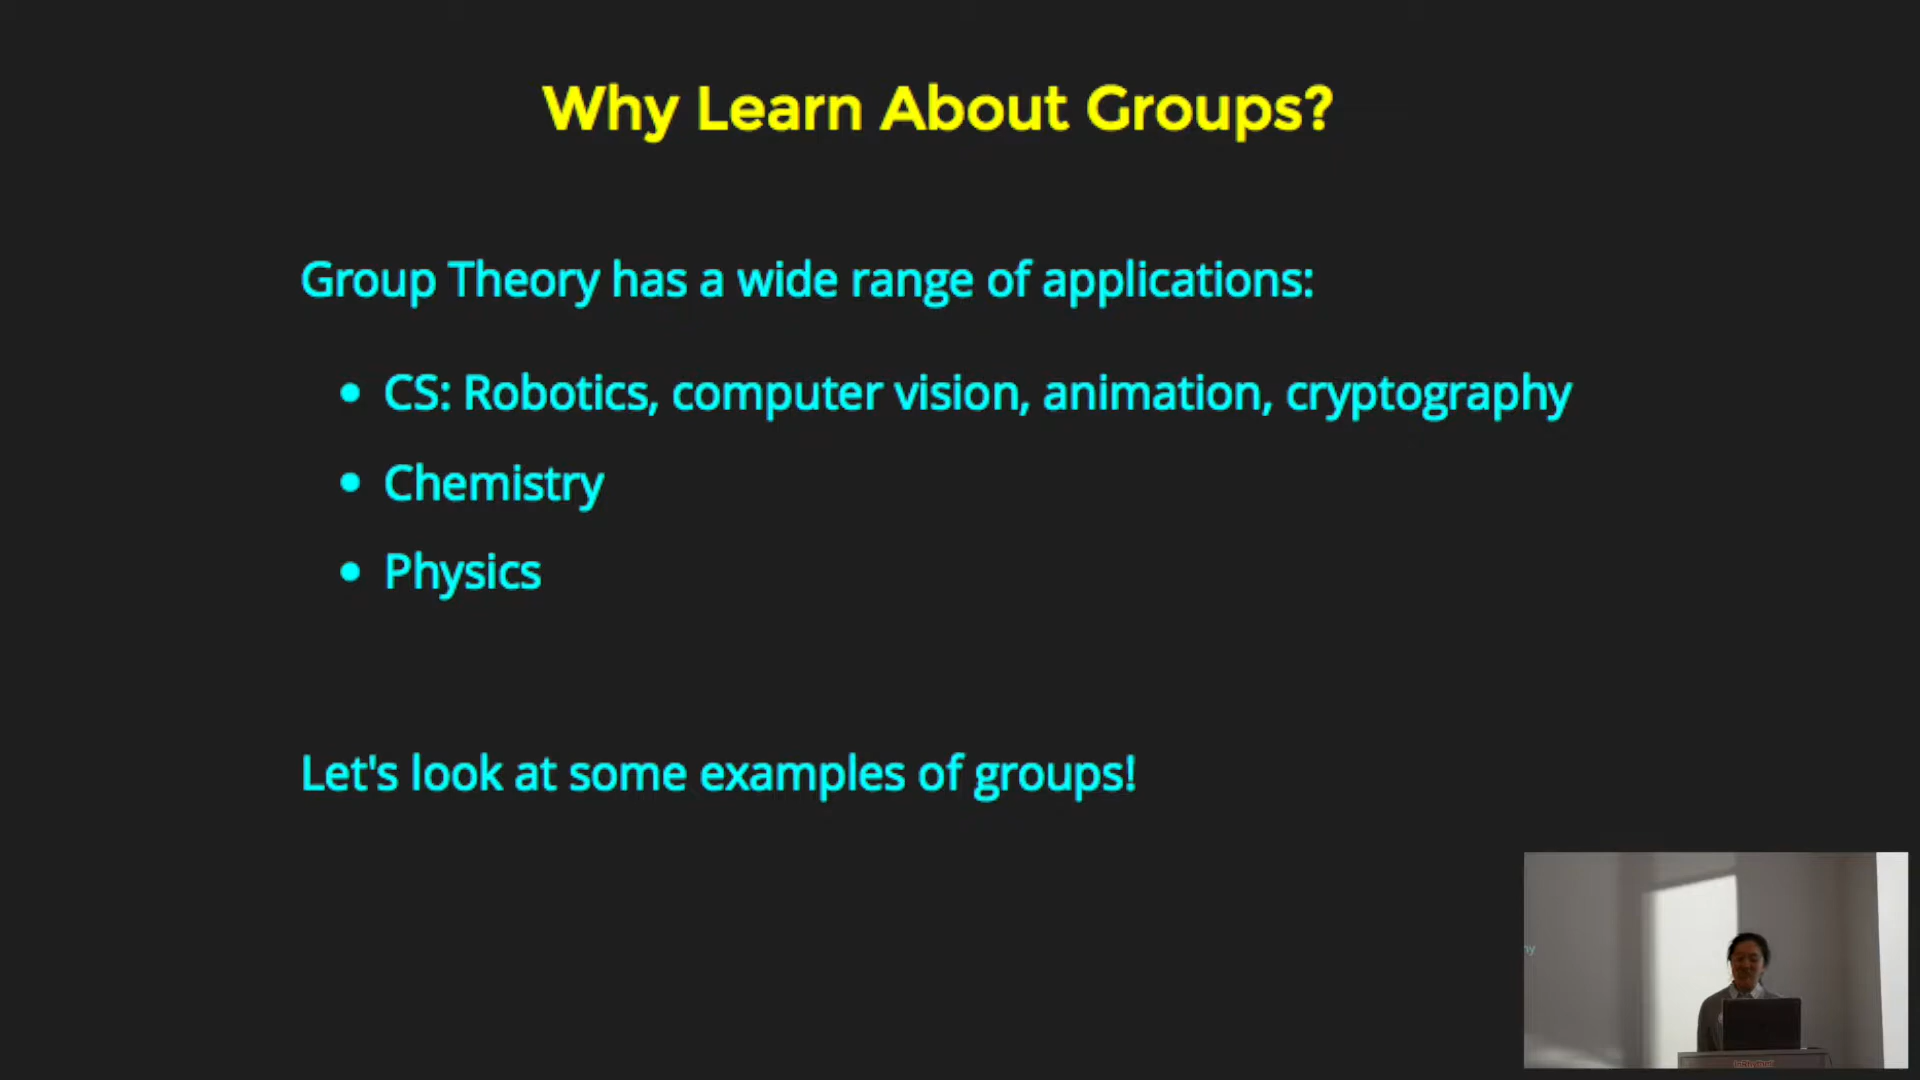 Why Learn About Groups?
Group Theory has a wide range of applications:
• CS: Robotics, computer vision, animation, cryptography
• Chemistry
• Physics
Let's look at some examples of groups!
hy